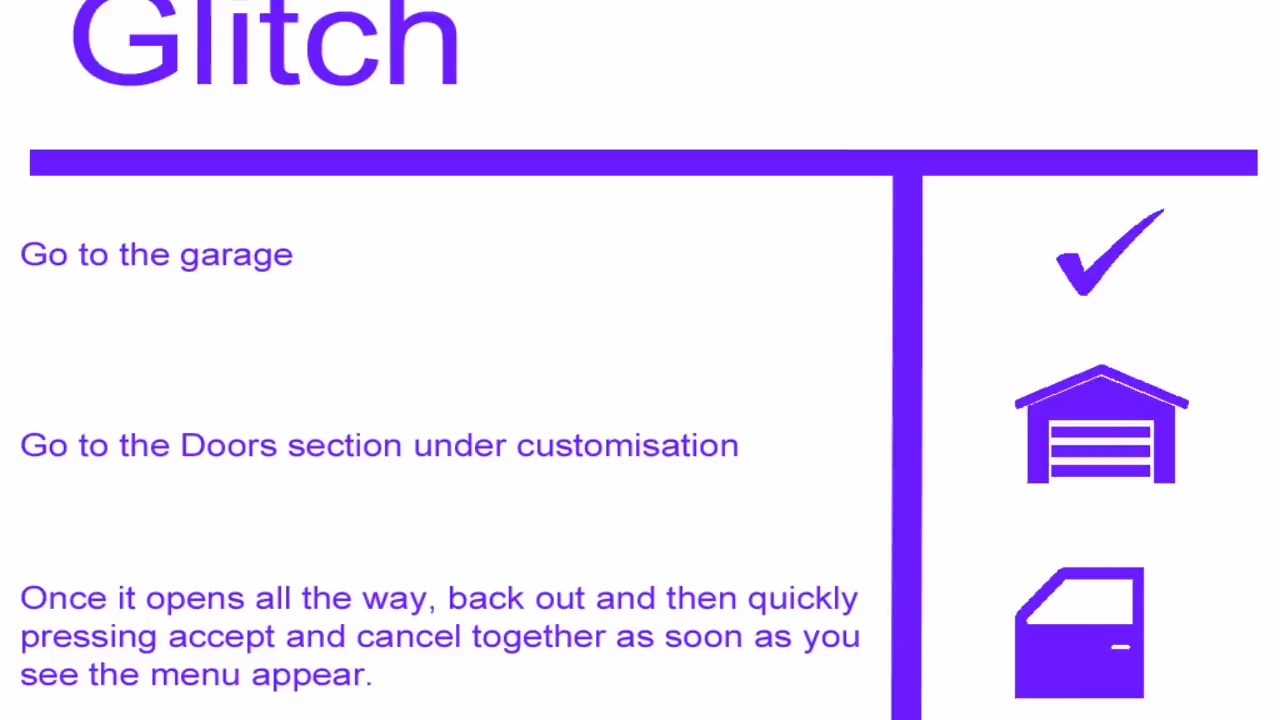 Glitch
Go to the garage
Go to the Doors section under customisation
Once it opens all the way, back out and then quickly
pressing accept and cancel together as soon as you
see the menu appear.